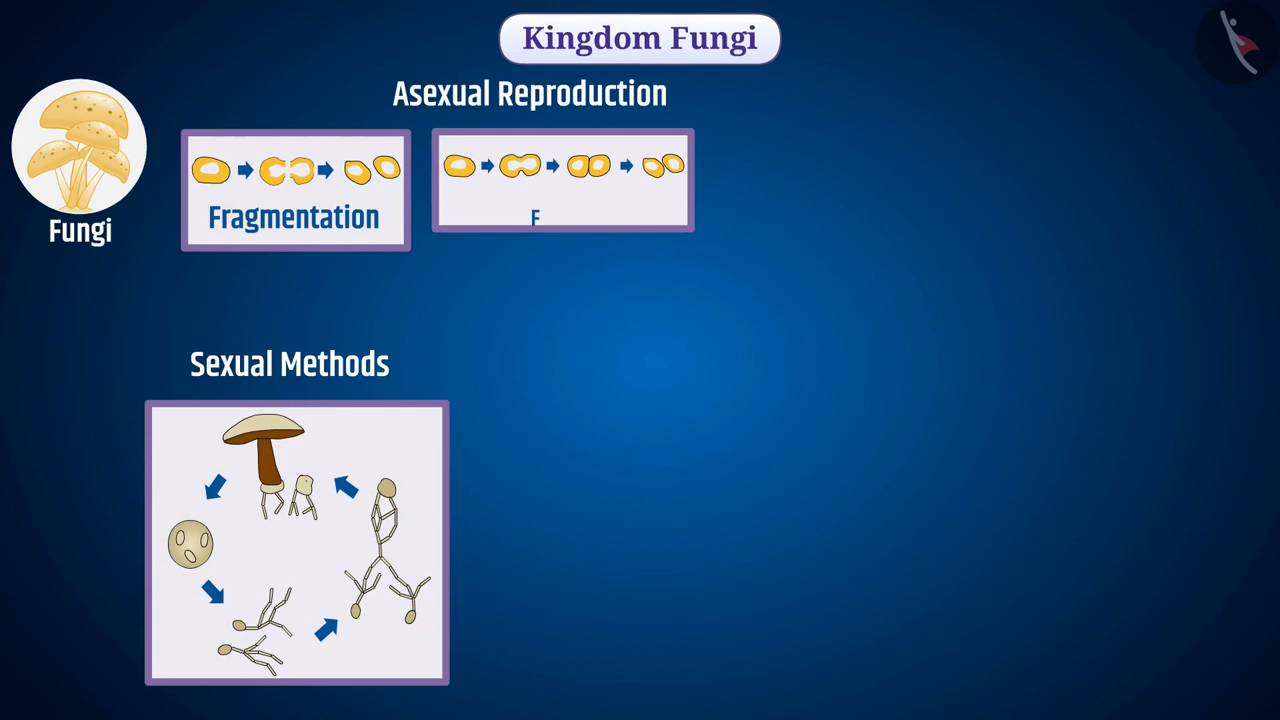 Kingdom Fungi
Asexual Reproduction
Fungi
Fragmentation
F
Sexual Methods